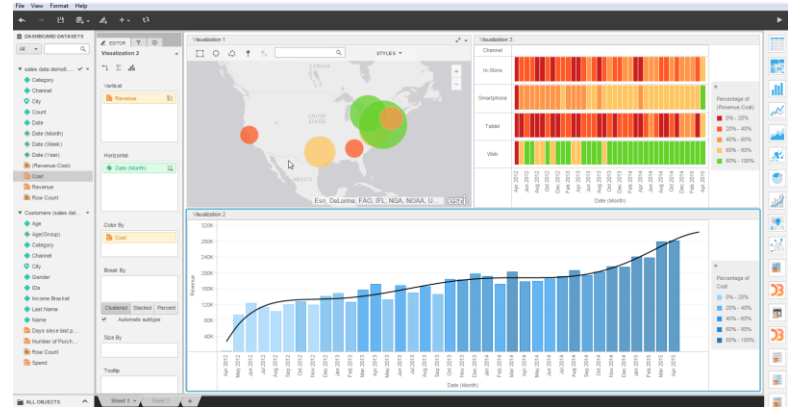 File View Format Help
DASHBOARD DATASETS
All
sales data demo8...
Category
Channel
City
Count
Date
Date (Month)
Date (Week)
Date (Year)
(Revenue-Cost)
Cost
Revenue
Row Count
Customers (sales dat...
Age
Age(Group)
Category
Channel
City
Gender
IDx
Income Bracket
Last Name
Name
Days since last p...
Number of Purch...
Row Count
Spend
ALL OBJECTS
EDITOR
Visualization 2
Vertical
Revenue
Horizontal
Date (Month)
Color By
Cost
Break By
Clustered Stacked Percent
Automatic subtype
Size By
Tooltip
Visualization 1
STYLES
CANADA
UNITED STATES
MEXICO
Esri, DeLorme, FAO, IFL, NGA, NOAA, U... esri
Visualization 3
Channel
In-Store
Smartphone
Tablet
Web
Apr 2012 Jun 2012 Aug 2012 Oct 2012 Dec 2012 Feb 2013 Apr 2013 Jun 2013 Aug 2013 Oct 2013 Dec 2013 Feb 2014 Apr 2014 Jun 2014 Aug 2014 Oct 2014 Dec 2014 Feb 2015 Apr 2015
Date (Month)
Percentage of
(Revenue-Cost)
0% - 20%
20% - 40%
40% - 60%
60% - 80%
80% - 100%
Visualization 2
Revenue
320K
280K
240K
200K
160K
120K
80K
40K
Apr 2012 May 2012 Jun 2012 Jul 2012 Aug 2012 Sep 2012 Oct 2012 Nov 2012 Dec 2012 Jan 2013 Feb 2013 Mar 2013 Apr 2013 May 2013 Jun 2013 Jul 2013 Aug 2013 Sep 2013 Oct 2013 Nov 2013 Dec 2013 Jan 2014 Feb 2014 Mar 2014 Apr 2014 May 2014 Jun 2014 Jul 2014 Aug 2014 Sep 2014 Oct 2014 Nov 2014 Dec 2014 Jan 2015 Feb 2015 Mar 2015 Apr 2015
Date (Month)
Percentage of
Cost
0% - 20%
20% - 40%
40% - 60%
60% - 80%
80% - 100%
Sheet 1 Sheet 2